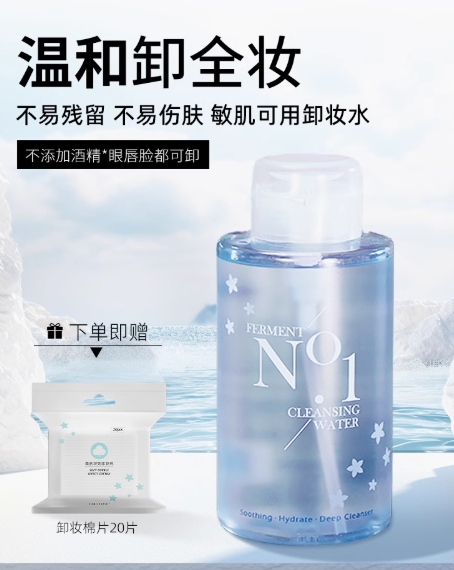 温和卸全妆
不易残留 不易伤肤 敏肌可用卸妆水
不添加酒精*眼唇脸都可卸
FERMENT
No.1
CLEANSING
WATER
下单即赠
卸妆棉片20片
Soothing · Hydrate · Deep Cleanser